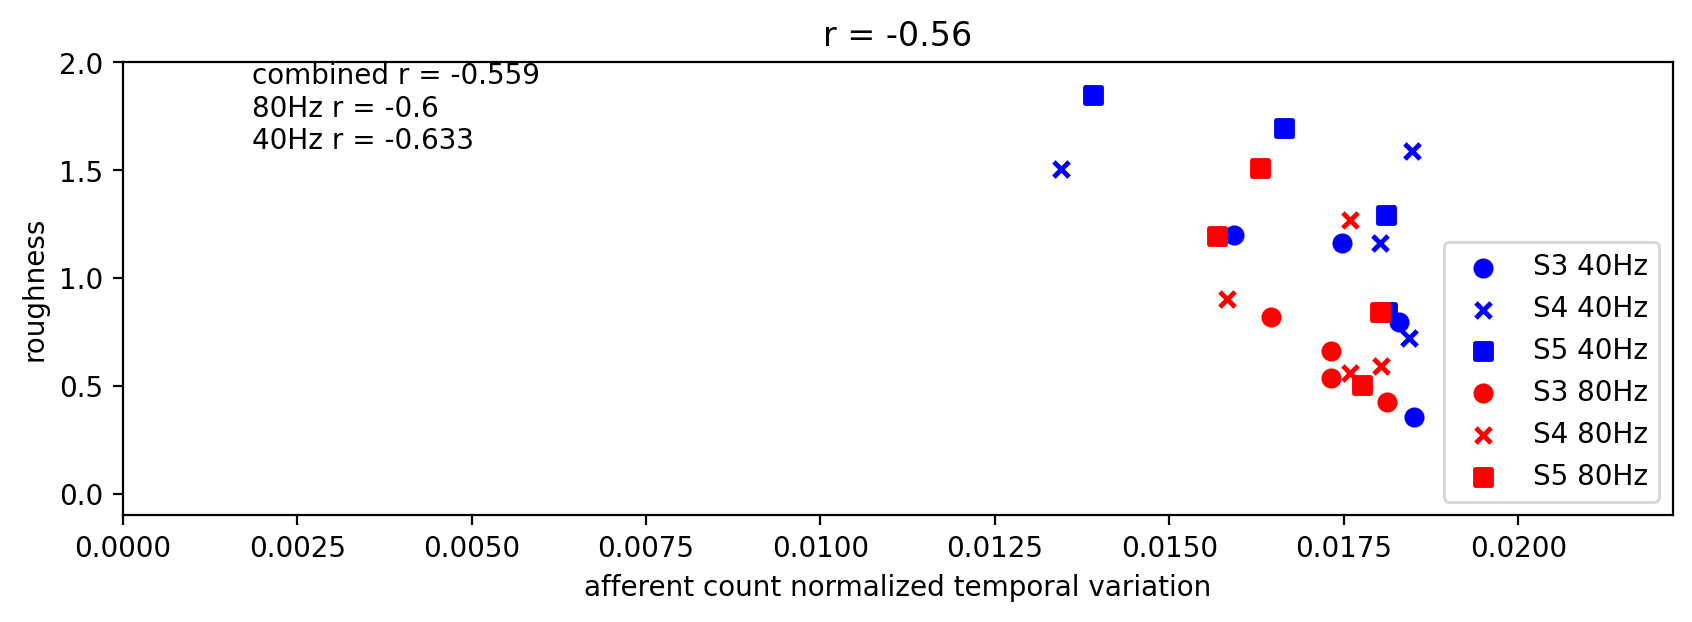 r = -0.56
combined r = -0.559
80Hz r = -0.6
40Hz r = -0.633
2.0
1.5
1.0
0.5
0.0
roughness
S3 40Hz
S4 40Hz
S5 40Hz
S3 80Hz
S4 80Hz
S5 80Hz
0.0000 0.0025 0.0050 0.0075 0.0100 0.0125 0.0150 0.0175 0.0200
afferent count normalized temporal variation